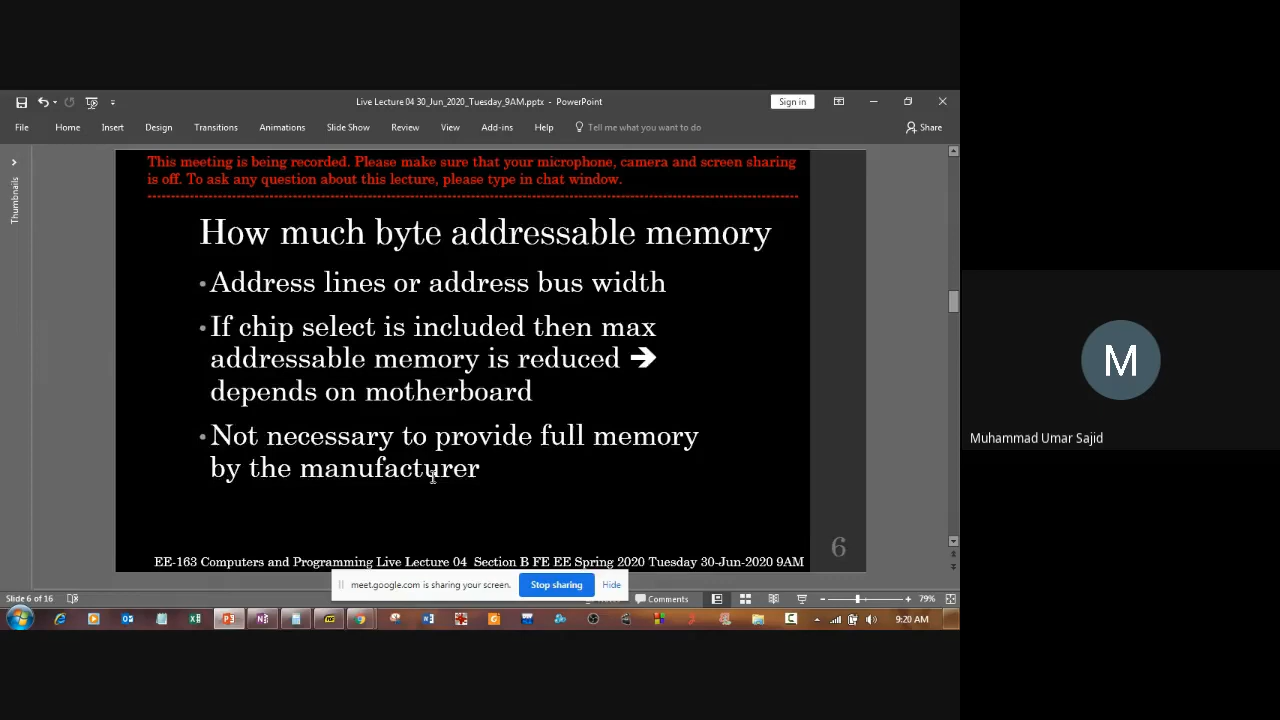 Live Lecture 04 30_Jun_2020_Tuesday_9AM.pptx - PowerPoint
Sign in
File Home Insert Design Transitions Animations Slide Show Review View Add-ins Help Tell me what you want to do Share
Thumbnails
This meeting is being recorded. Please make sure that your microphone, camera and screen sharing
is off. To ask any question about this lecture, please type in chat window.
How much byte addressable memory
• Address lines or address bus width
• If chip select is included then max
addressable memory is reduced ➔
depends on motherboard
• Not necessary to provide full memory
by the manufacturer
6
EE-163 Computers and Programming Live Lecture 04 Section B FE EE Spring 2020 Tuesday 30-Jun-2020 9AM
meet.google.com is sharing your screen. Stop sharing Hide
Slide 6 of 16 Comments 79%
9:20 AM
M
Muhammad Umar Sajid